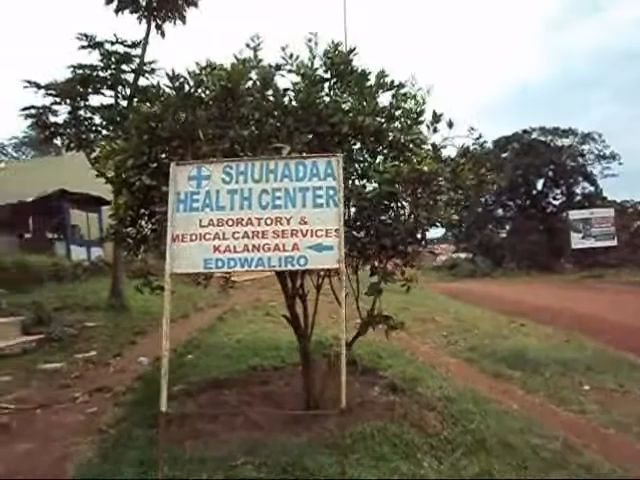 SHUHADAA
HEALTH CENTER
LABORATORY &
MEDICAL CARE SERVICES
KALANGALA
EDDWALIRO